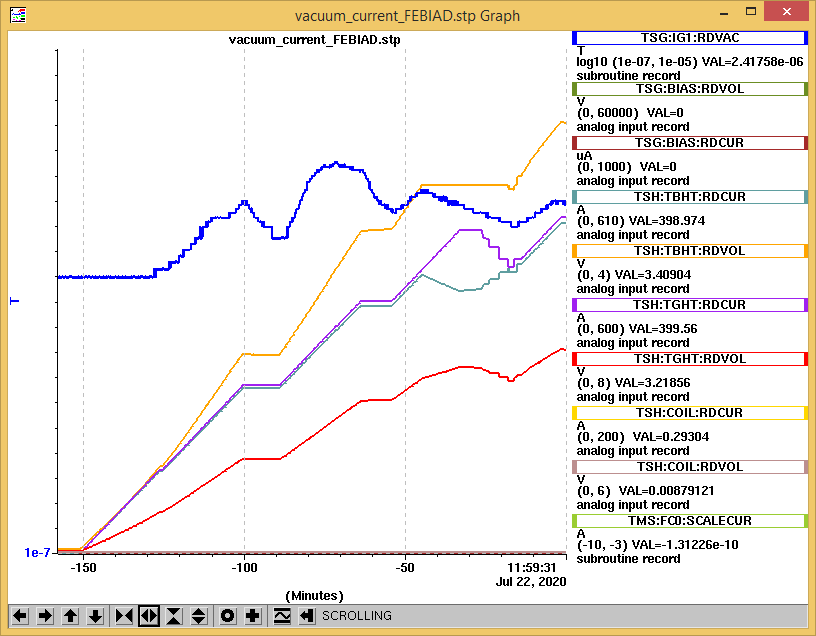 vacuum_current_FEBIAD.stp Graph
vacuum_current_FEBIAD.stp
T
1e-7
-150
-100
-50
11:59:31
Jul 22, 2020
(Minutes)
TSG:IG1:RDVAC
T
log10 (1e-07, 1e-05) VAL=2.41758e-06
subroutine record
TSG:BIAS:RDVOL
V
(0, 60000) VAL=0
analog input record
TSG:BIAS:RDCUR
uA
(0, 1000) VAL=0
analog input record
TSH:TBHT:RDCUR
A
(0, 610) VAL=398.974
analog input record
TSH:TBHT:RDVOL
V
(0, 4) VAL=3.40904
analog input record
TSH:TGHT:RDCUR
A
(0, 600) VAL=399.56
analog input record
TSH:TGHT:RDVOL
V
(0, 8) VAL=3.21856
analog input record
TSH:COIL:RDCUR
A
(0, 200) VAL=0.29304
analog input record
TSH:COIL:RDVOL
V
(0, 6) VAL=0.00879121
analog input record
TMS:FC0:SCALECUR
A
(-10, -3) VAL=-1.31226e-10
subroutine record
SCROLLING